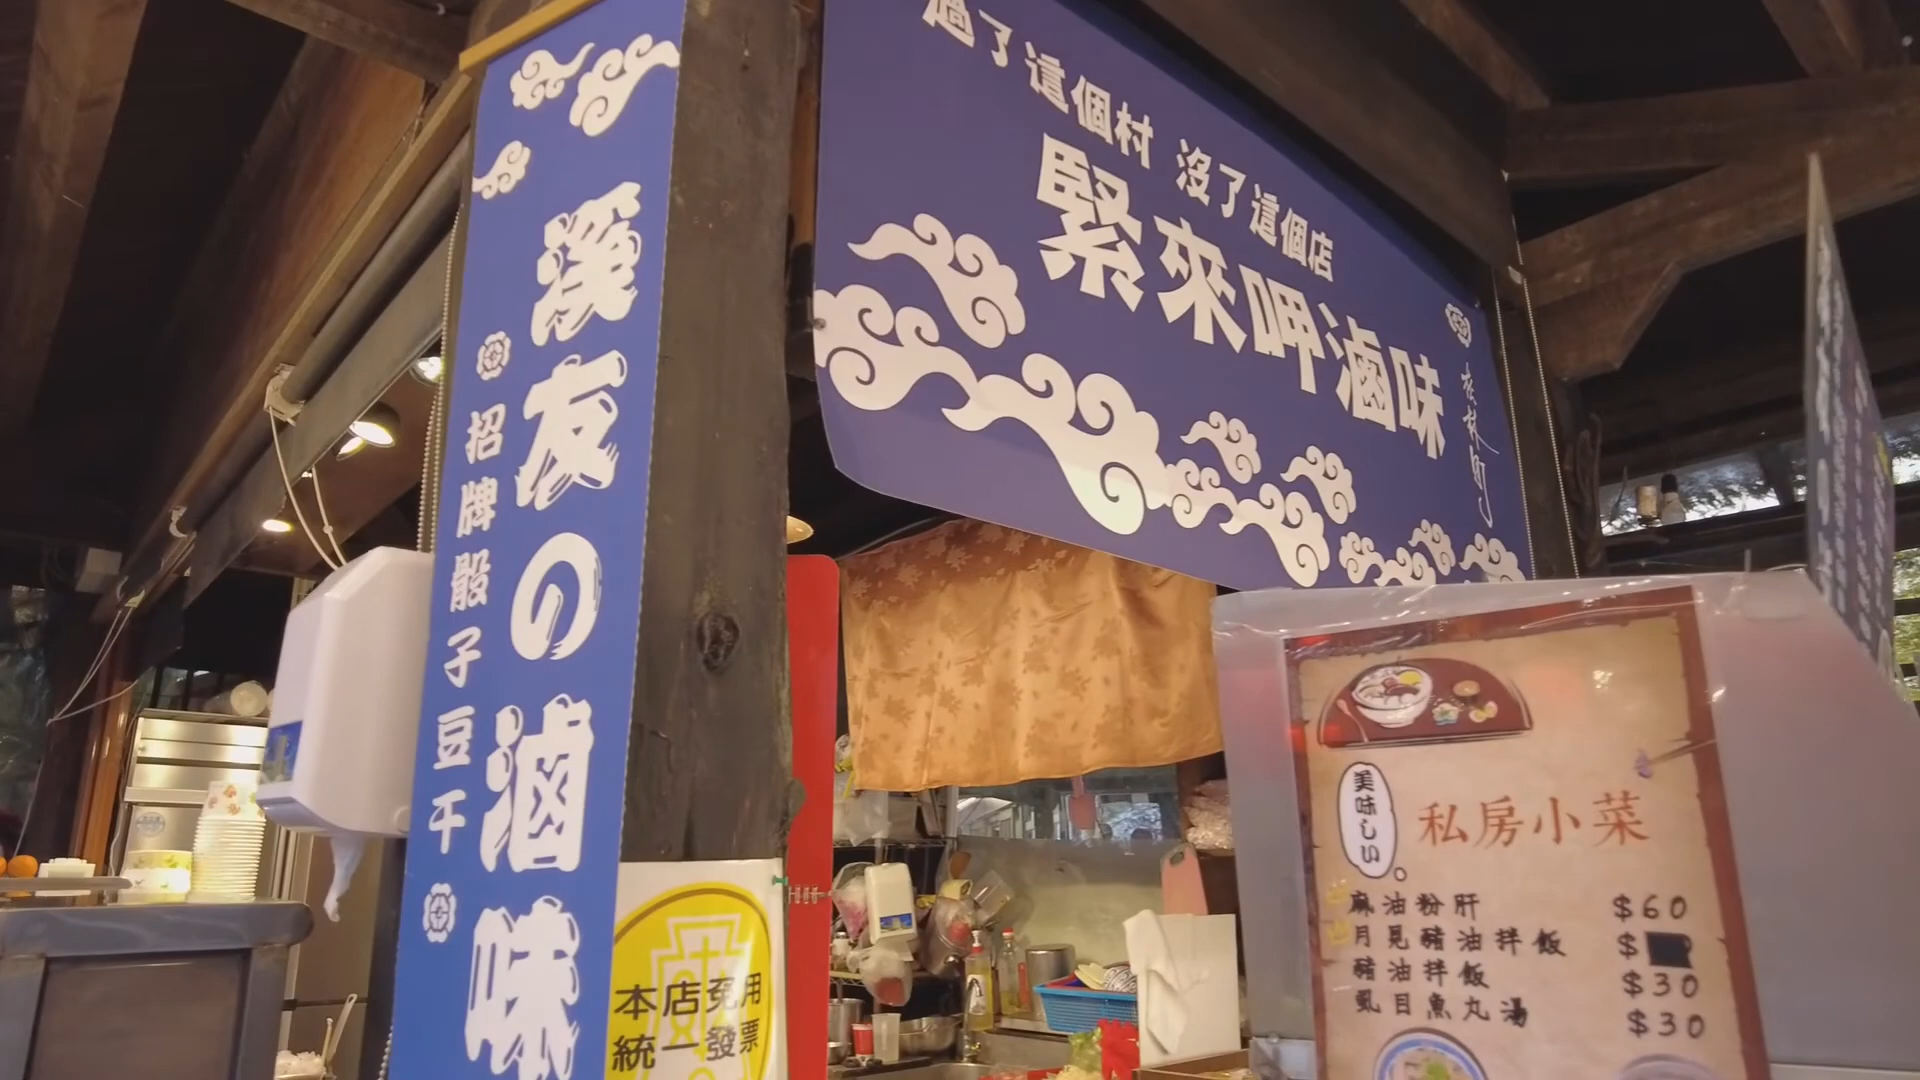 溪友の滷味
招牌骰子豆干
過了這個村 沒了這個店
緊來呷滷味
本店免用
統一發票
美味しい。
私房小菜
麻油粉肝 $60
月見豬油拌飯 $
豬油拌飯 $30
虱目魚丸湯 $30